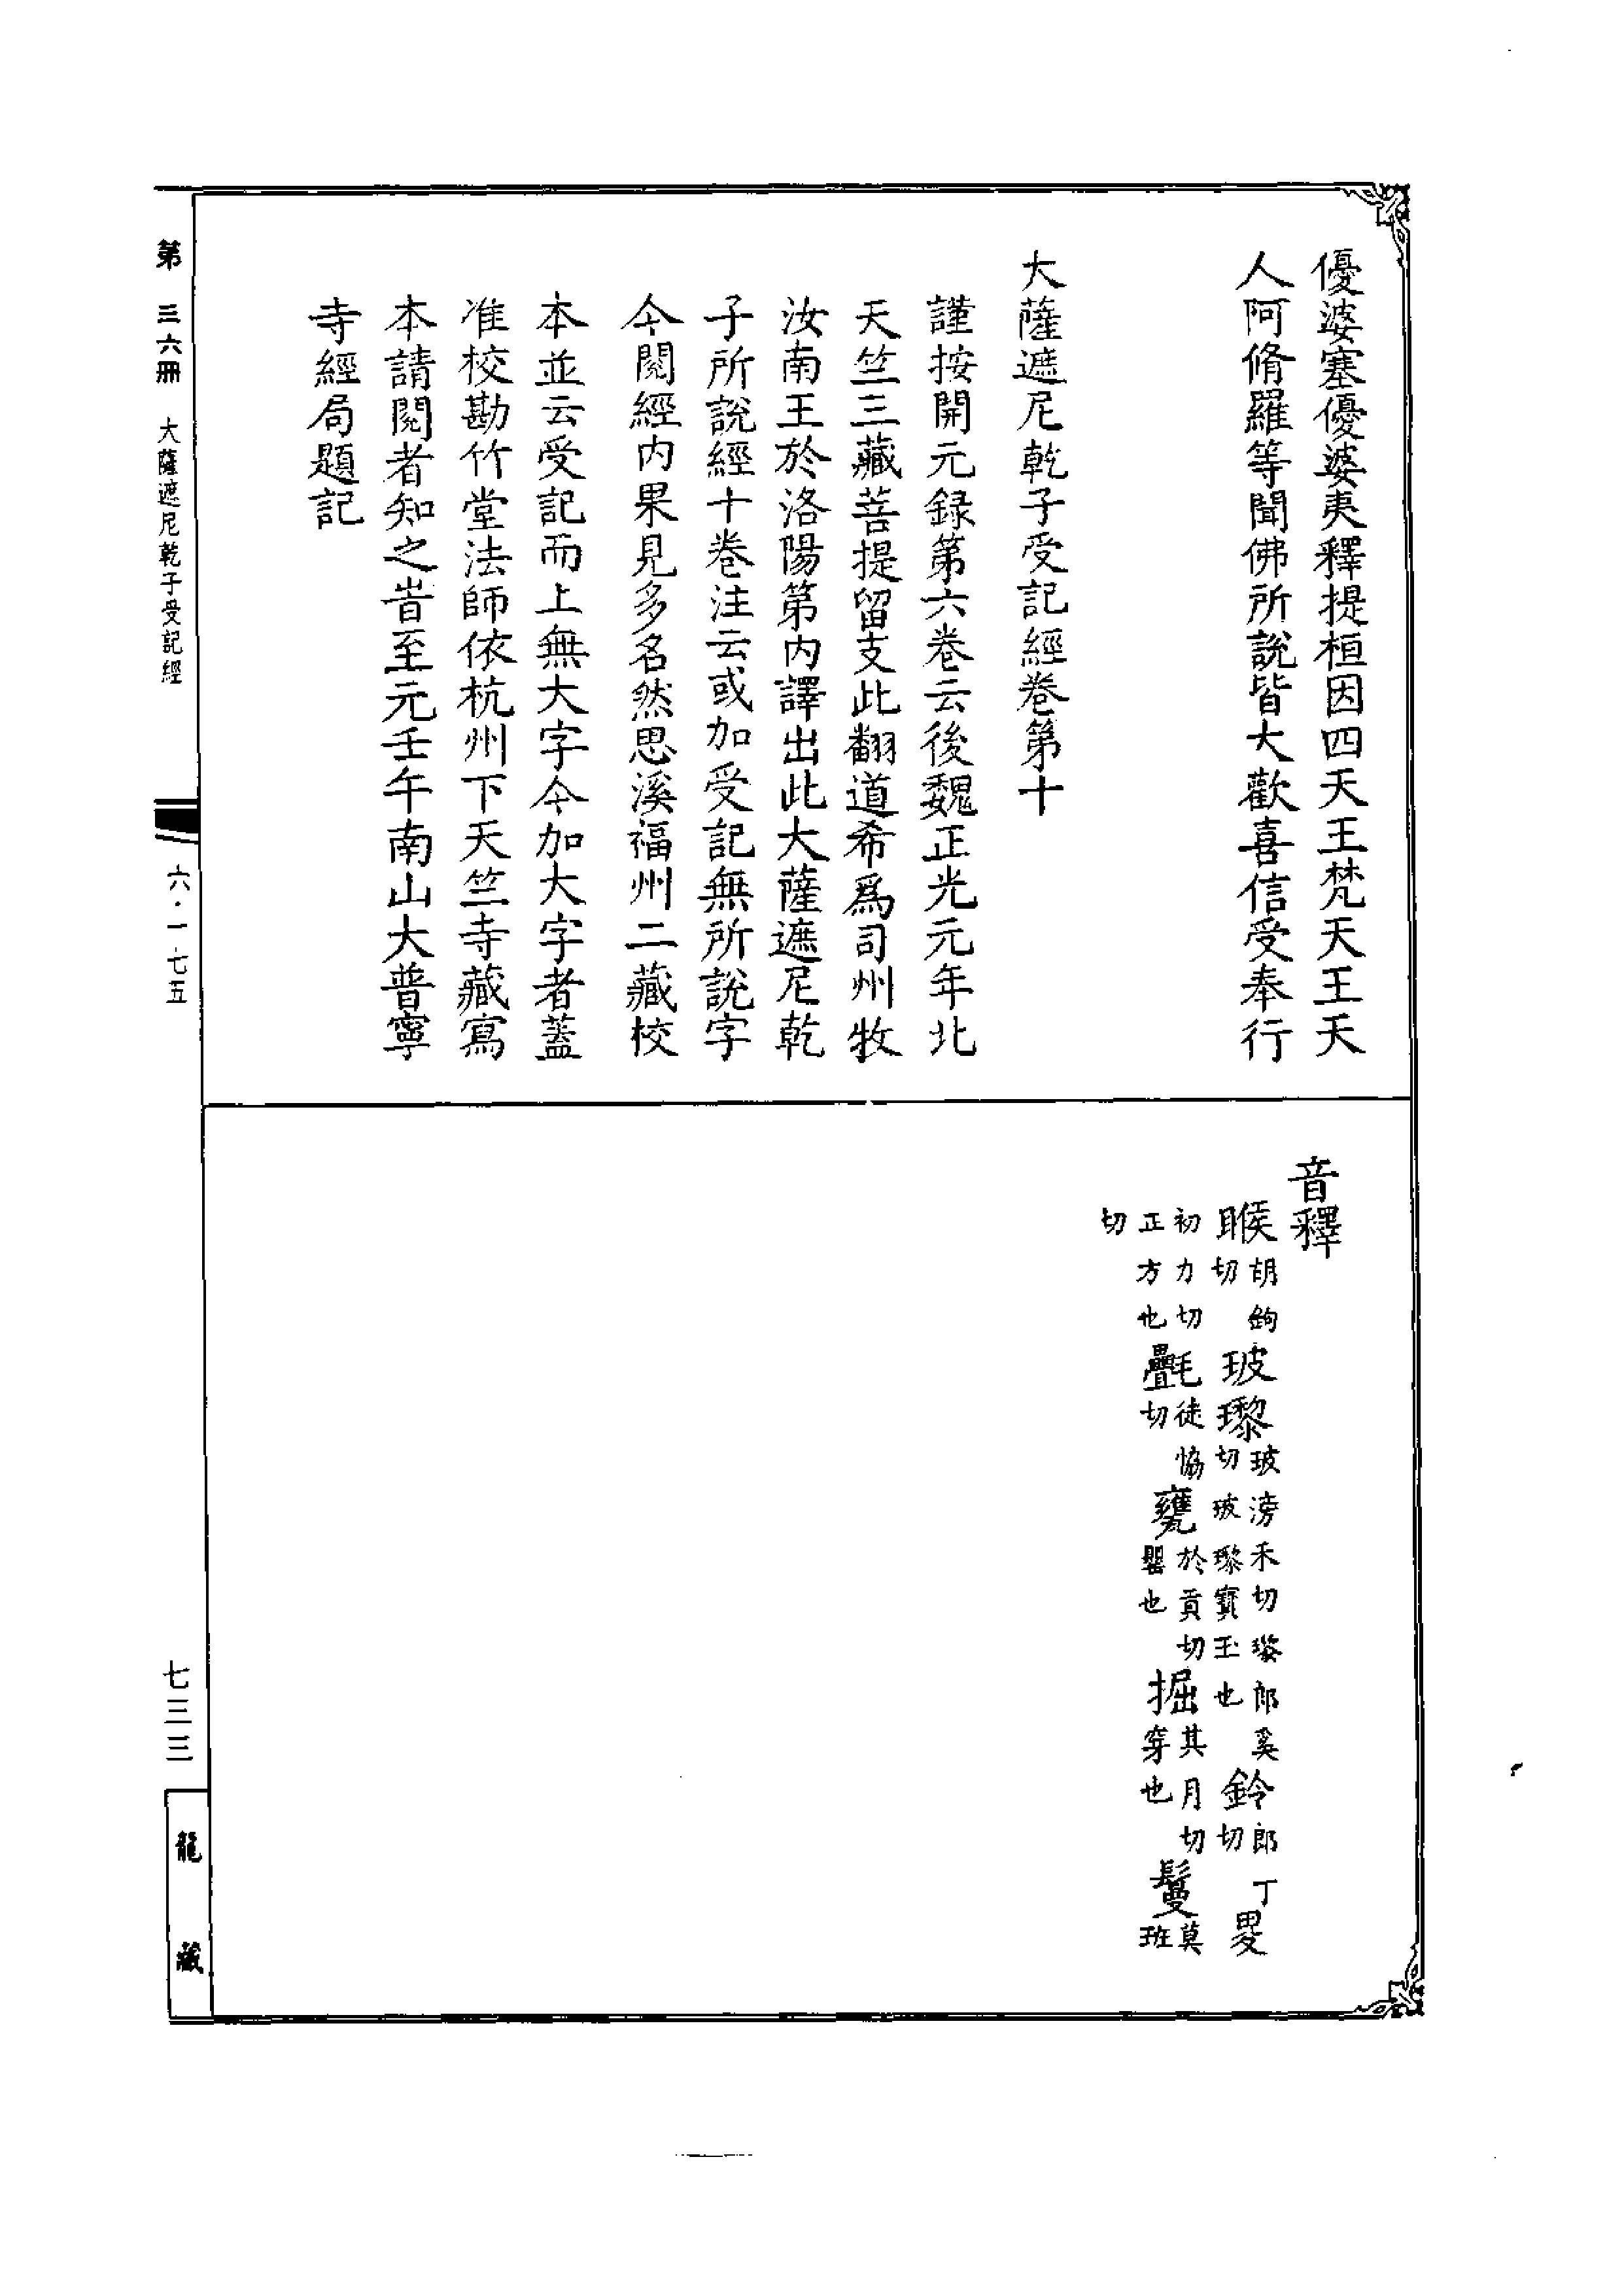 優婆塞優婆夷釋提桓因四天王梵天王天
人阿脩羅等聞佛所說皆大歡喜信受奉行
大薩遮尼乾子受記經卷第十
謹按開元録第六卷云後魏正光元年北
天竺三藏菩提留支此翻道希爲司州牧
汝南王於洛陽第内譯出此大薩遮尼乾
子所說經十卷注云或加受記無所說字
今閱經内果見多名然思溪福州二藏校
本並云受記而上無大字今加大字者蓋
准校勘竹堂法師依杭州下天竺寺藏寫
本請閱者知之旹至元壬午南山大普寧
寺經局題記
音釋
睺胡鉤切 玻瓈玻滂禾切瓈郎奚切玻瓈寶玉也 鈴郎丁切 畟
初力切正方也 㲲徒協切 甕於貢切罌也 掘其月切穿也 鬘莫班
切
第三六冊 大薩遮尼乾子受記經
六·一七五
七三三
龍藏